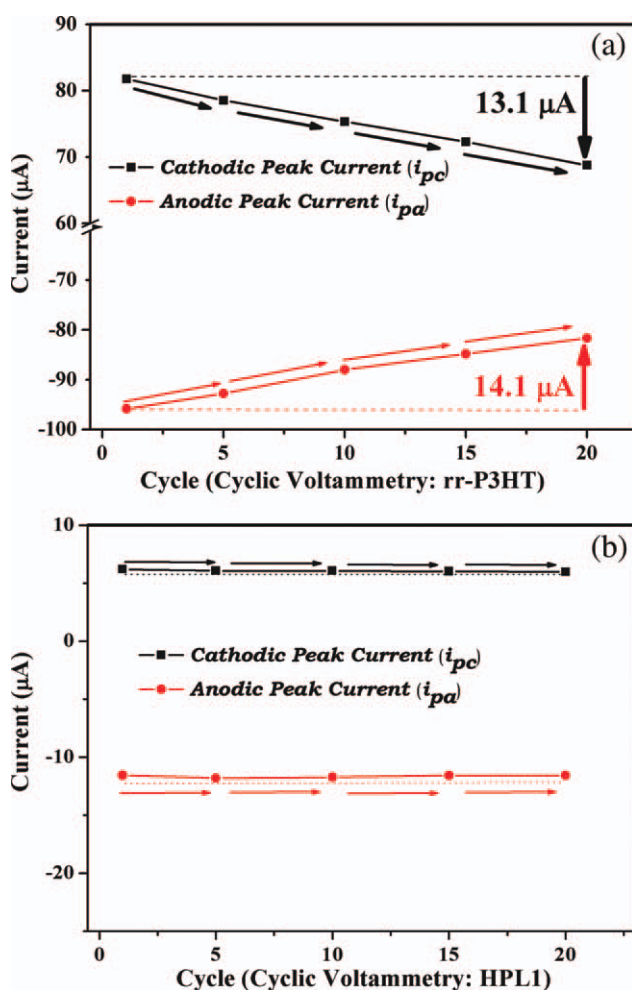 90
(a)
80
13.1 μA
70
Cathodic Peak Current (ipc)
Anodic Peak Current (ipa)
60
Current (μA)
-70
-80
-90
14.1 μA
-100
0 5 10 15 20
Cycle (Cyclic Voltammetry: rr-P3HT)
10
(b)
0
Cathodic Peak Current (ipc)
Anodic Peak Current (ipa)
Current (μA)
-10
-20
0 5 10 15 20
Cycle (Cyclic Voltammetry: HPL1)